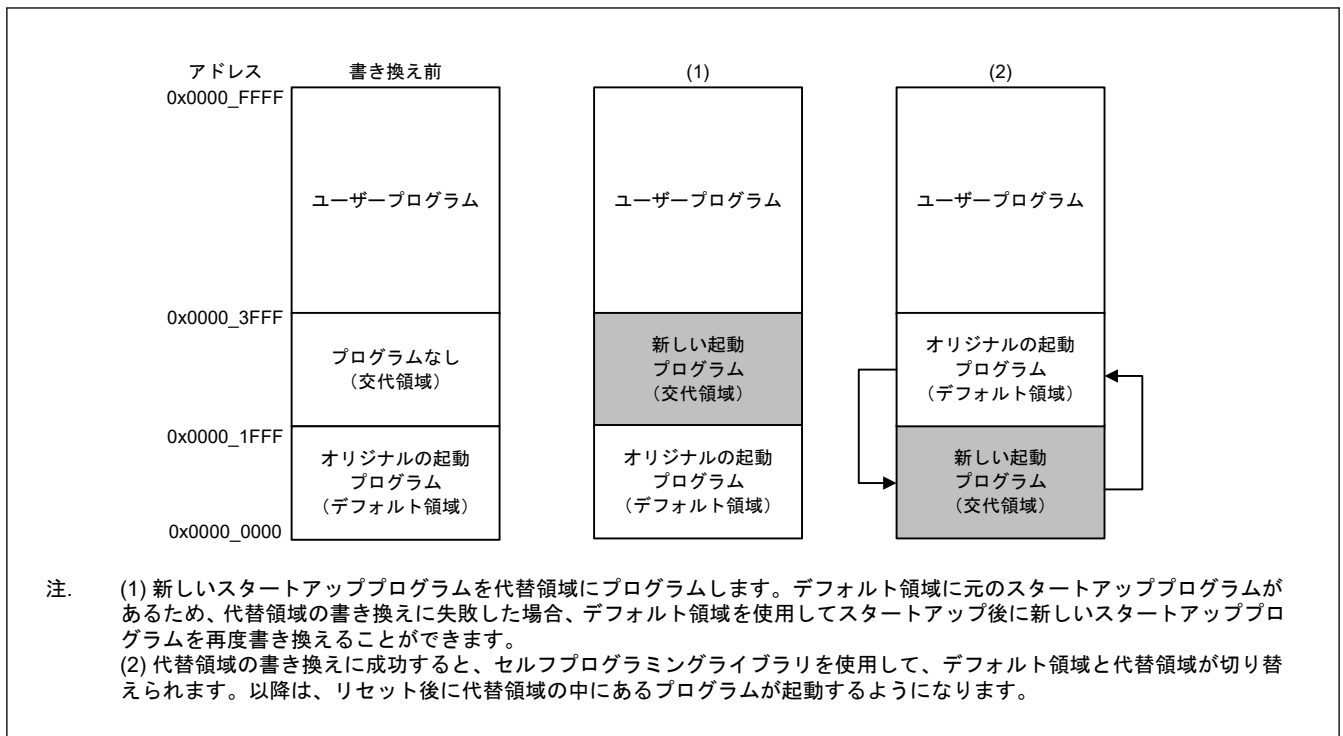 アドレス
書き換え前
(1)
(2)
0x0000_FFFF
ユーザープログラム
ユーザープログラム
ユーザープログラム
0x0000_3FFF
プログラムなし
（交代領域）
新しい起動
プログラム
（交代領域）
オリジナルの起動
プログラム
（デフォルト領域）
0x0000_1FFF
オリジナルの起動
プログラム
（デフォルト領域）
オリジナルの起動
プログラム
（デフォルト領域）
新しい起動
プログラム
（交代領域）
0x0000_0000
注. (1) 新しいスタートアッププログラムを代替領域にプログラムします。デフォルト領域に元のスタートアッププログラムが
あるため、代替領域の書き換えに失敗した場合、デフォルト領域を使用してスタートアップ後に新しいスタートアッププロ
グラムを再度書き換えることができます。
(2) 代替領域の書き換えに成功すると、セルフプログラミングライブラリを使用して、デフォルト領域と代替領域が切り替
えられます。以降は、リセット後に代替領域の中にあるプログラムが起動するようになります。